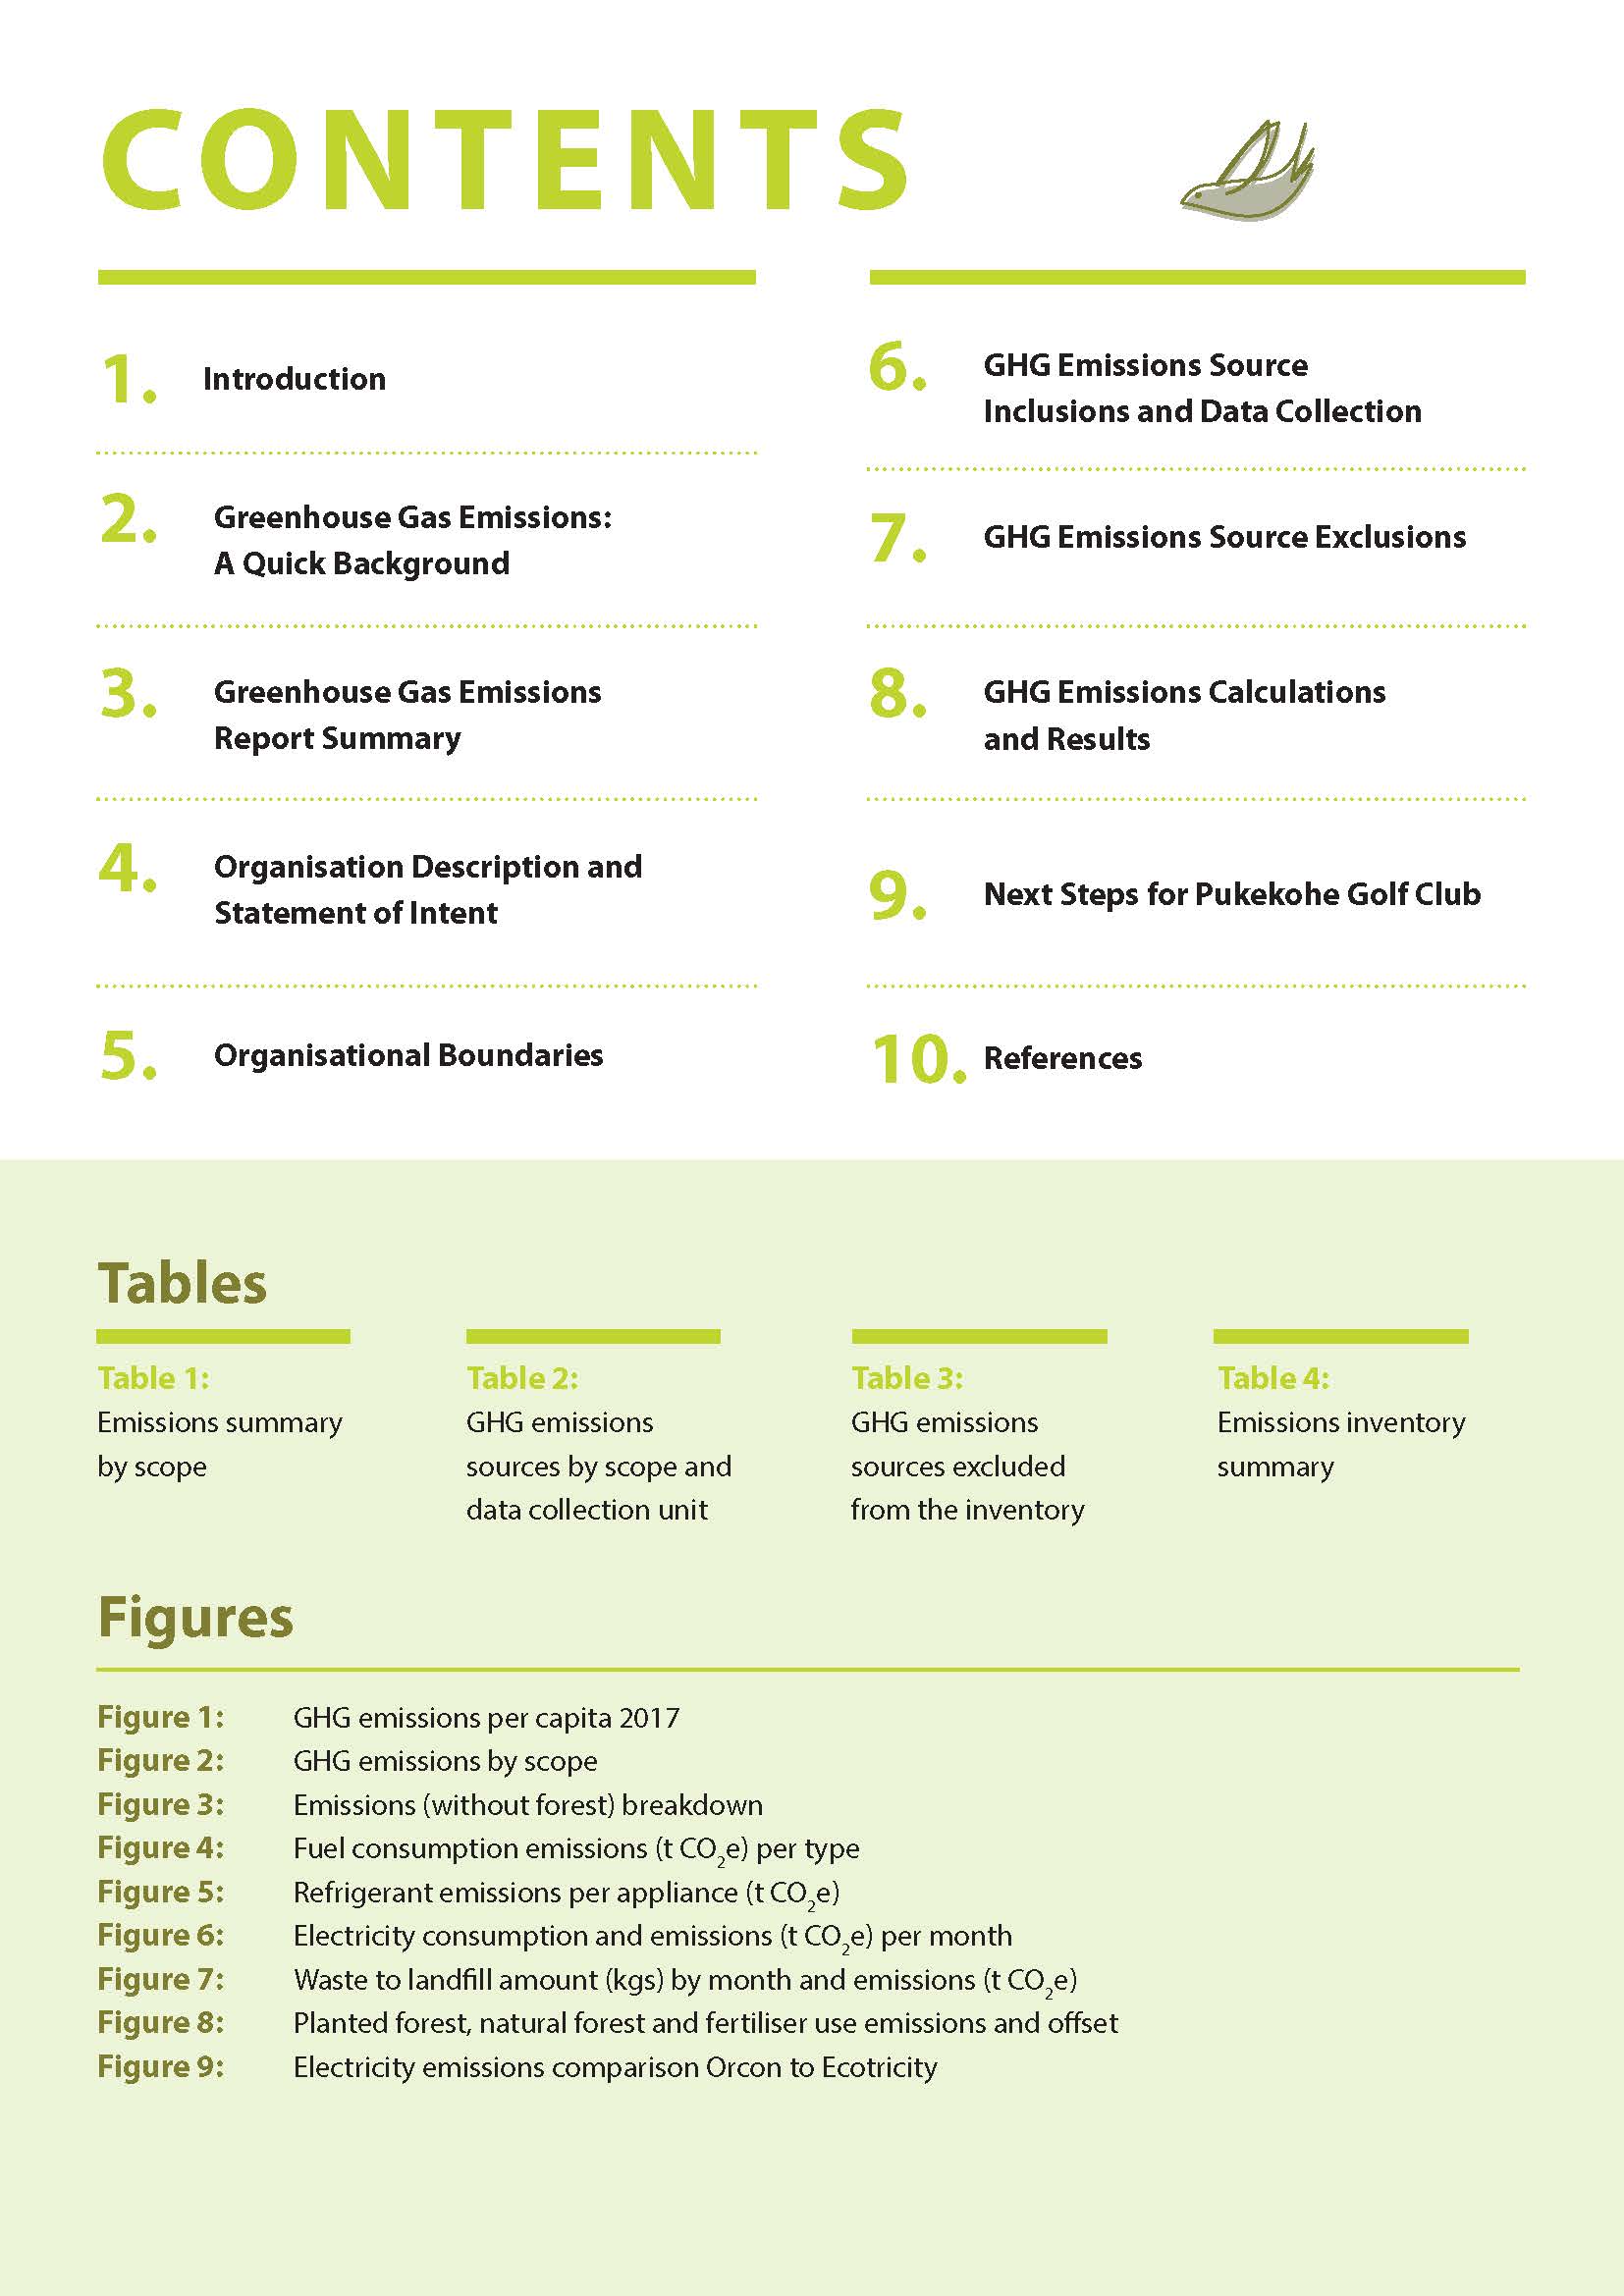 CONTENTS
1. Introduction
2. Greenhouse Gas Emissions:
A Quick Background
3. Greenhouse Gas Emissions
Report Summary
4. Organisation Description and
Statement of Intent
5. Organisational Boundaries
6. GHG Emissions Source
Inclusions and Data Collection
7. GHG Emissions Source Exclusions
8. GHG Emissions Calculations
and Results
9. Next Steps for Pukekohe Golf Club
10. References
Tables
Table 1:
Emissions summary
by scope
Table 2:
GHG emissions
sources by scope and
data collection unit
Table 3:
GHG emissions
sources excluded
from the inventory
Table 4:
Emissions inventory
summary
Figures
Figure 1: GHG emissions per capita 2017
Figure 2: GHG emissions by scope
Figure 3: Emissions (without forest) breakdown
Figure 4: Fuel consumption emissions (t CO₂e) per type
Figure 5: Refrigerant emissions per appliance (t CO₂e)
Figure 6: Electricity consumption and emissions (t CO₂e) per month
Figure 7: Waste to landfill amount (kgs) by month and emissions (t CO₂e)
Figure 8: Planted forest, natural forest and fertiliser use emissions and offset
Figure 9: Electricity emissions comparison Orcon to Ecotricity